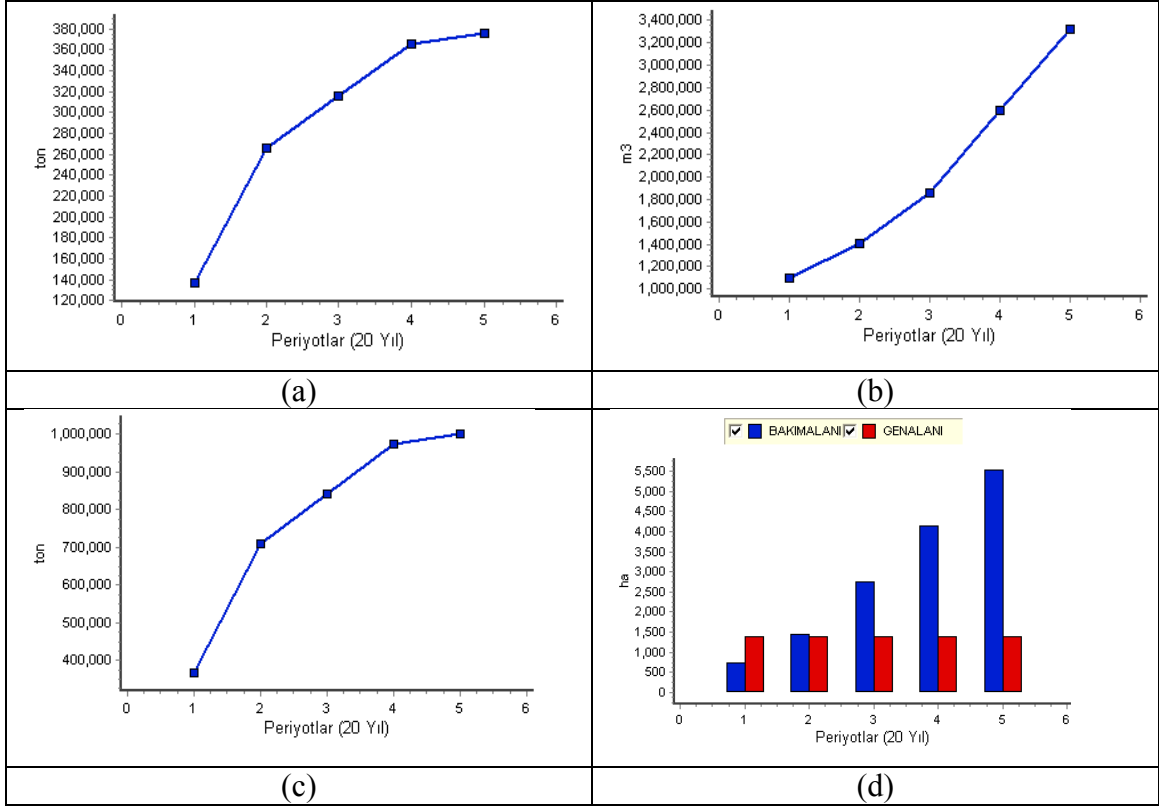 380,000
360,000
340,000
320,000
300,000
280,000
260,000
240,000
220,000
200,000
180,000
160,000
140,000
120,000
ton
0 1 2 3 4 5 6
Periyotlar (20 Yıl)
3,400,000
3,200,000
3,000,000
2,800,000
2,600,000
2,400,000
2,200,000
2,000,000
1,800,000
1,600,000
1,400,000
1,200,000
1,000,000
m3
0 1 2 3 4 5 6
Periyotlar (20 Yıl)
(a)
(b)
1,000,000
900,000
800,000
700,000
600,000
500,000
400,000
ton
0 1 2 3 4 5 6
Periyotlar (20 Yıl)
BAKIMALANI GENALANI
5,500
5,000
4,500
4,000
3,500
3,000
2,500
2,000
1,500
1,000
500
0
ha
0 1 2 3 4 5 6
Periyotlar (20 Yıl)
(c)
(d)